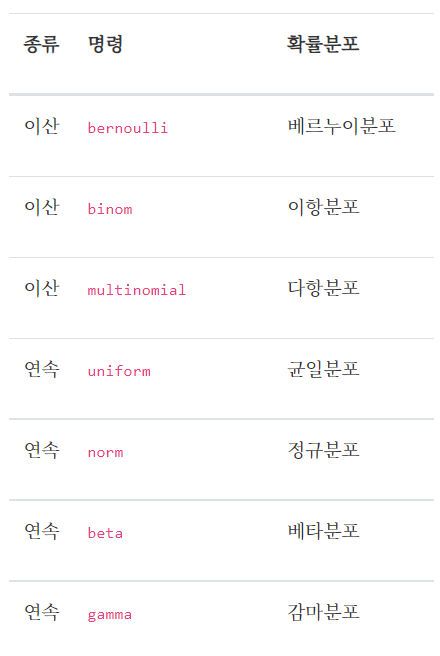 종류 명령 확률분포
이산 bernoulli 베르누이분포
이산 binom 이항분포
이산 multinomial 다항분포
연속 uniform 균일분포
연속 norm 정규분포
연속 beta 베타분포
연속 gamma 감마분포